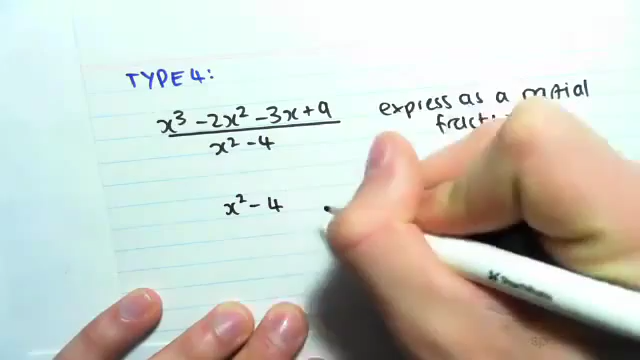 TYPE 4:
x³ - 2x² - 3x + 9
x² - 4
express as a partial
x² - 4